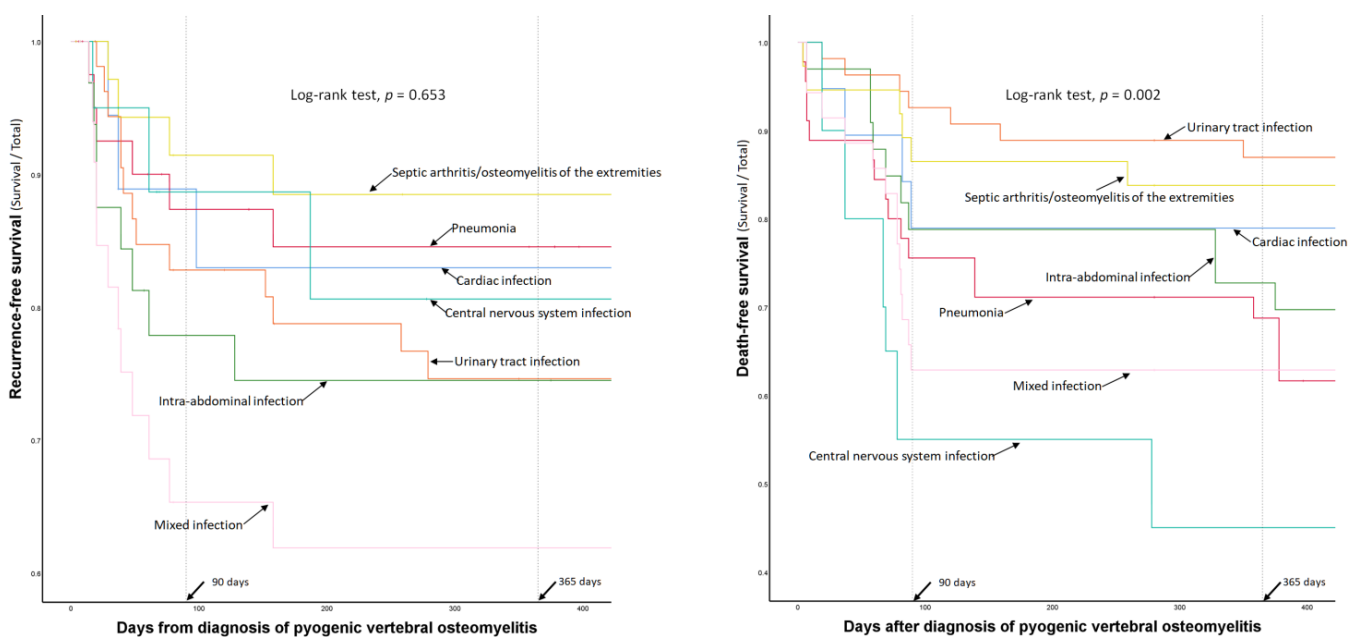 Recurrence-free survival (Survival / Total)
1.0
0.9
0.8
0.7
0.6
Log-rank test, p = 0.653
Septic arthritis/osteomyelitis of the extremities
Pneumonia
Cardiac infection
Central nervous system infection
Urinary tract infection
Intra-abdominal infection
Mixed infection
90 days
365 days
0
100
200
300
400
Days from diagnosis of pyogenic vertebral osteomyelitis
Death-free survival (Survival / Total)
1.0
0.9
0.8
0.7
0.6
0.5
0.4
Log-rank test, p = 0.002
Urinary tract infection
Septic arthritis/osteomyelitis of the extremities
Cardiac infection
Intra-abdominal infection
Pneumonia
Mixed infection
Central nervous system infection
90 days
365 days
0
100
200
300
400
Days after diagnosis of pyogenic vertebral osteomyelitis